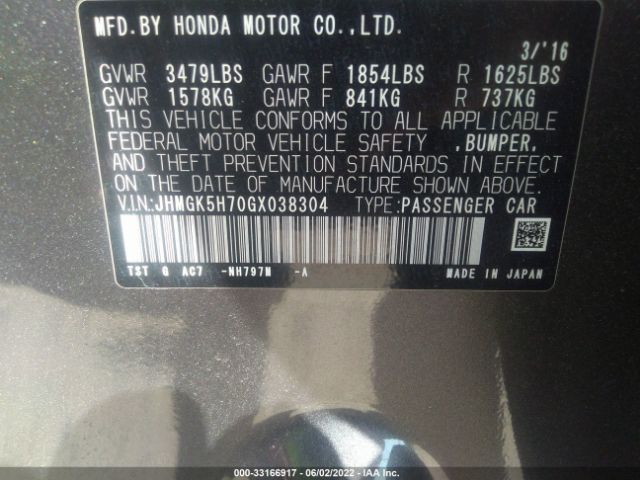 MFD.BY HONDA MOTOR CO.,LTD.
3/'16
GVWR 3479LBS GAWR F 1854LBS R 1625LBS
GVWR 1578KG GAWR F 841KG R 737KG
THIS VEHICLE CONFORMS TO ALL APPLICABLE
FEDERAL MOTOR VEHICLE SAFETY ,BUMPER,
AND THEFT PREVENTION STANDARDS IN EFFECT
ON THE DATE OF MANUFACTURE SHOWN ABOVE.
V.I.N:JHMGK5H70GX038304 TYPE:PASSENGER CAR
TST G AC7 -NH797M -A MADE IN JAPAN
000-33166917 - 06/02/2022 - IAA Inc.